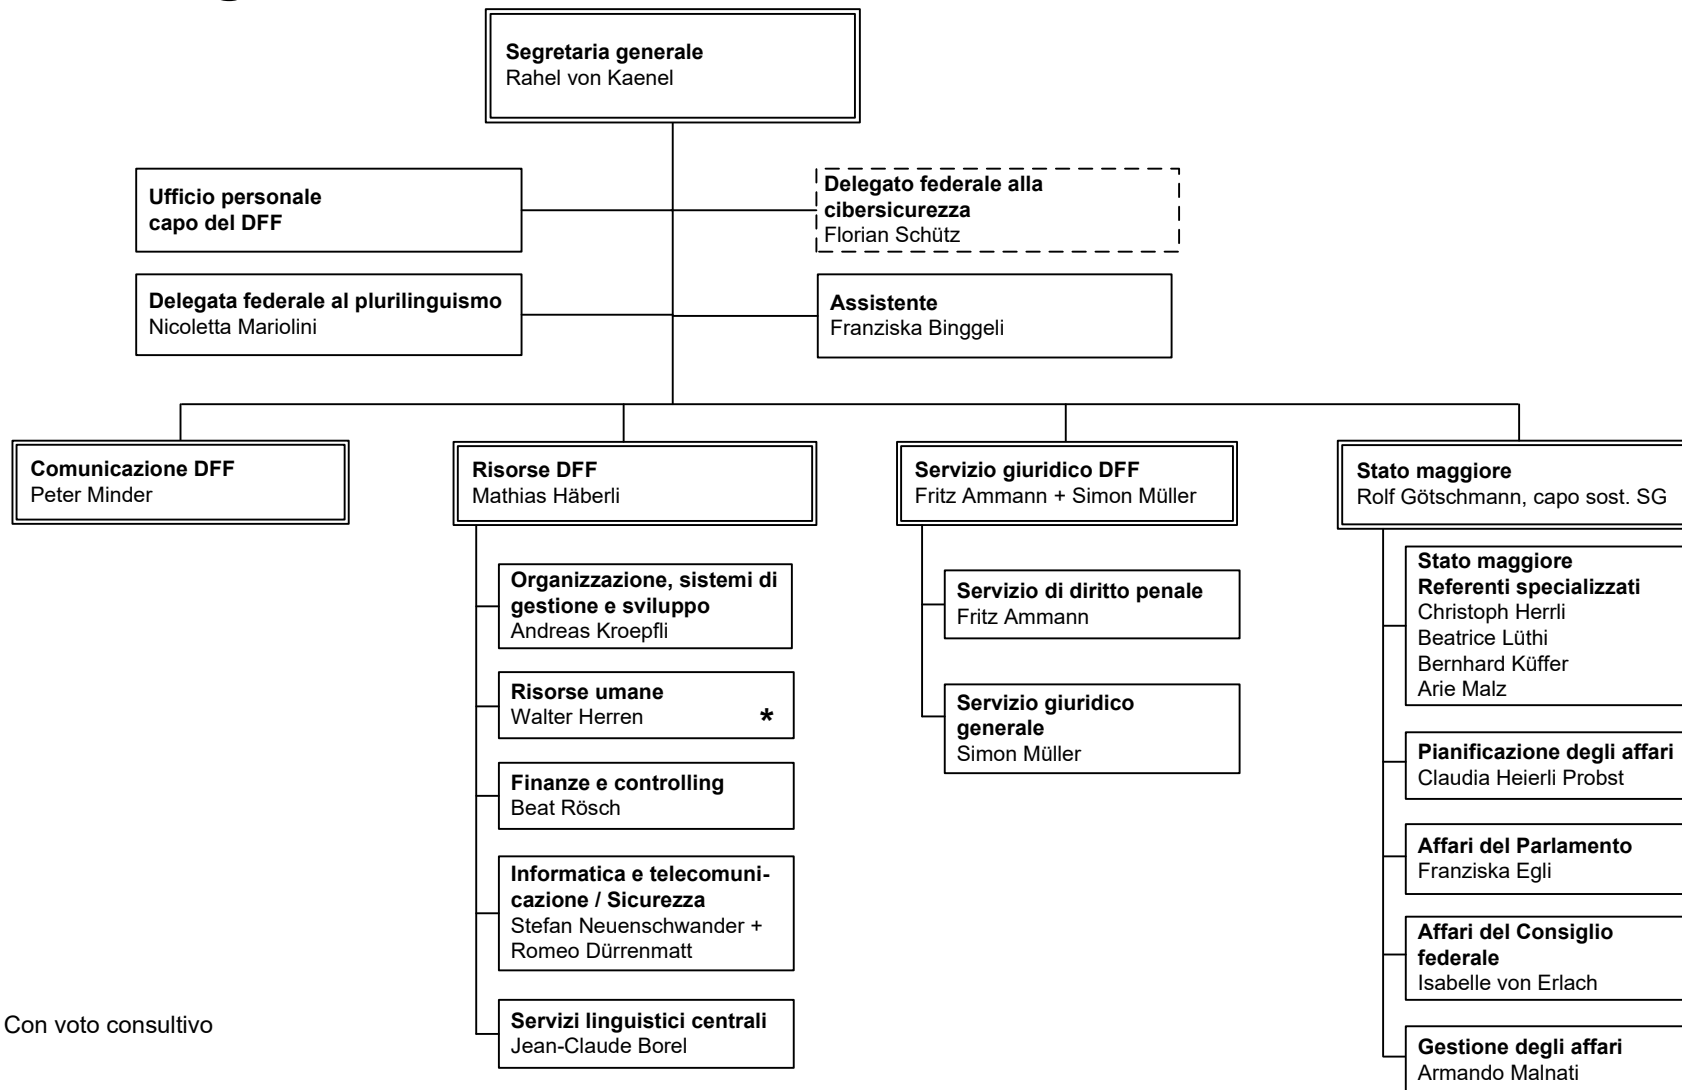 Segretaria generale
Rahel von Kaenel
Ufficio personale
capo del DFF
Delegato federale alla
cibersicurezza
Florian Schütz
Delegata federale al plurilinguismo
Nicoletta Mariolini
Assistente
Franziska Binggeli
Comunicazione DFF
Peter Minder
Risorse DFF
Mathias Häberli
Servizio giuridico DFF
Fritz Ammann + Simon Müller
Stato maggiore
Rolf Götschmann, capo sost. SG
Organizzazione, sistemi di
gestione e sviluppo
Andreas Kroepfli
Risorse umane
Walter Herren *
Finanze e controlling
Beat Rösch
Informatica e telecomuni-
cazione / Sicurezza
Stefan Neuenschwander +
Romeo Dürrenmatt
Servizi linguistici centrali
Jean-Claude Borel
Servizio di diritto penale
Fritz Ammann
Servizio giuridico
generale
Simon Müller
Stato maggiore
Referenti specializzati
Christoph Herrli
Beatrice Lüthi
Bernhard Küffer
Arie Malz
Pianificazione degli affari
Claudia Heierli Probst
Affari del Parlamento
Franziska Egli
Affari del Consiglio
federale
Isabelle von Erlach
Gestione degli affari
Armando Malnati
Con voto consultivo